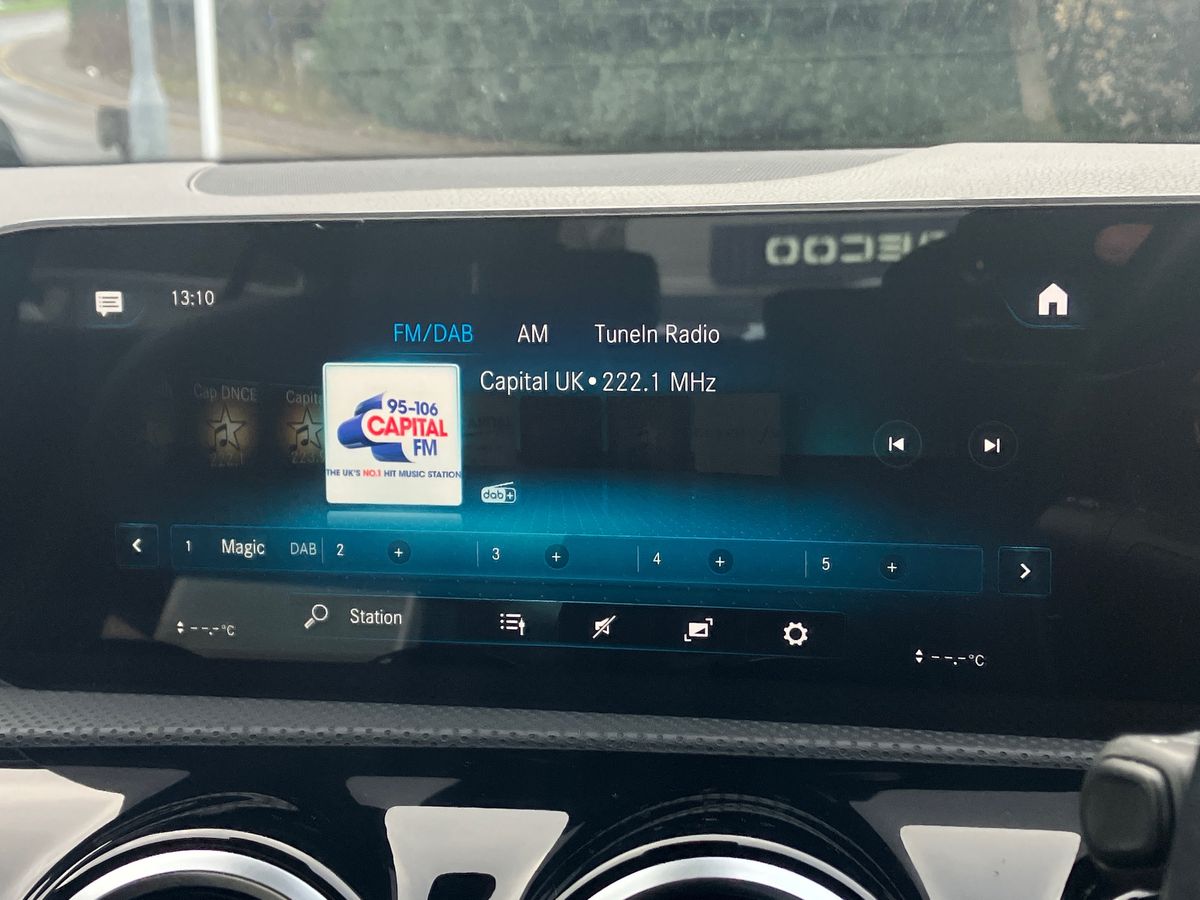 13:10
FM/DAB AM TuneIn Radio
Capital UK • 222.1 MHz
Cap DNCE
Capita
95-106
CAPITAL
FM
THE UK'S NO.1 HIT MUSIC STATION
dab+
1 Magic DAB 2 + 3 + 4 + 5 +
Station
--.-°C
--.-°C